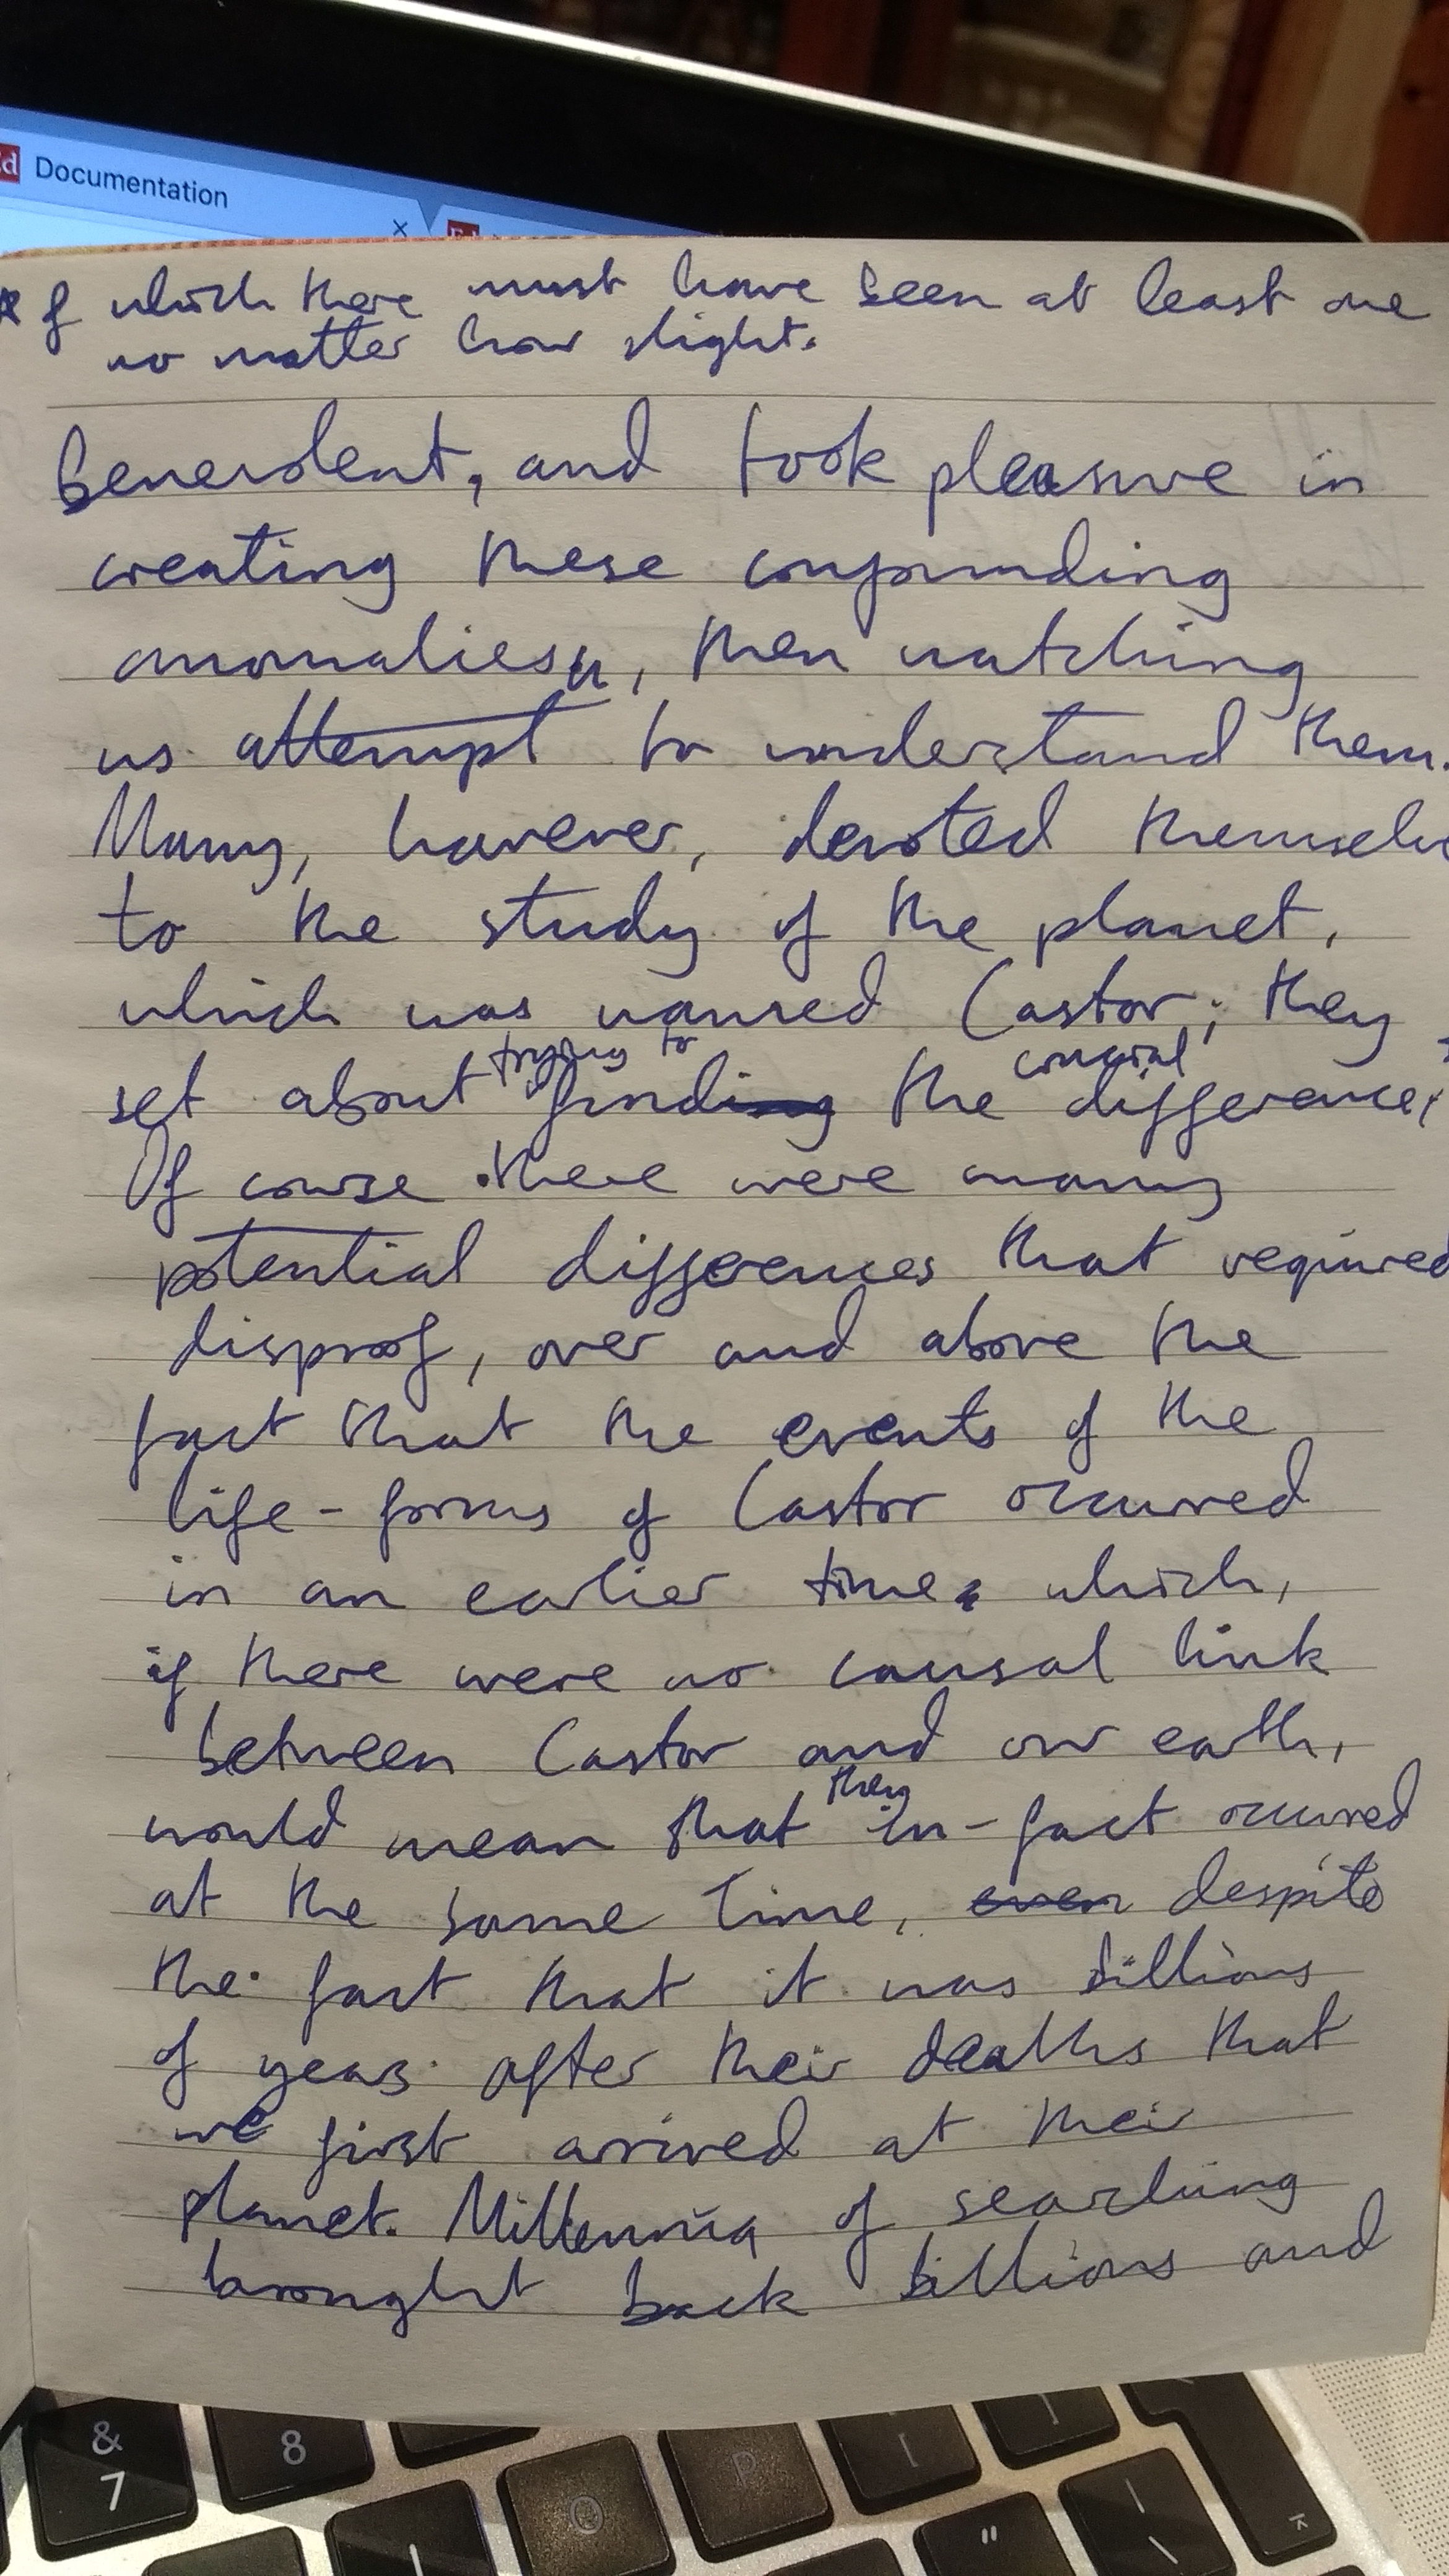 Documentation
* of which there must have been at least one
no matter how slight.
benevolent, and took pleasure in
creating these confounding
anomalies, then watching
us attempt to understand them.
Many, however, devoted themselv
to the study of the planet,
which was named Castor; they
trying to crucial
set about finding the difference,
Of course there were many
potential differences that required
disproof, over and above the
fact that the events of the
life-forms of Castor occurred
in an earlier time. which,
if there were no causal link
between Castor and our earth,
they
would mean that in-fact occured
at the same time, even despite
the fact that it was billions
of years after their deaths that
we first arrived at their
planet. Millennia of searching
brought back billions and
&
7
8
O
P
[
]
"
|
\